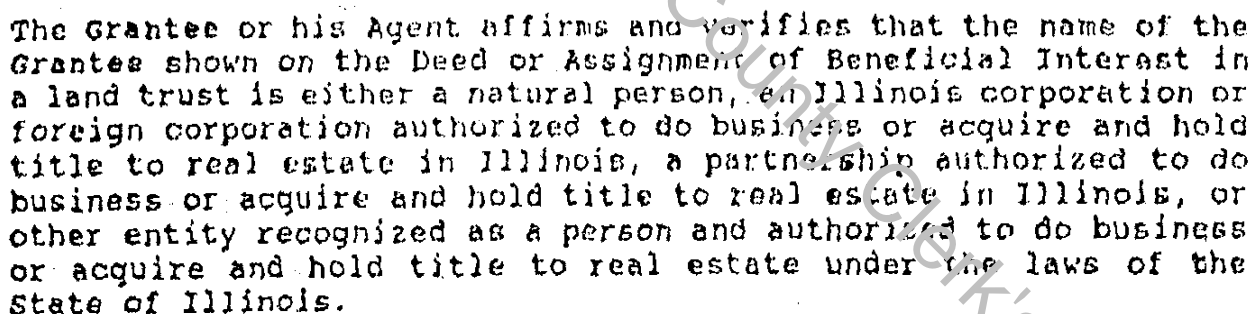 The Grantee or his Agent affirms and verifies that the name of the
Grantee shown on the Deed or Assignment of Beneficial Interest in
a land trust is either a natural person, an Illinois corporation or
foreign corporation authorized to do business or acquire and hold
title to real estate in Illinois, a partnership authorized to do
business or acquire and hold title to real estate in Illinois, or
other entity recognized as a person and authorized to do business
or acquire and hold title to real estate under the laws of the
State of Illinois.
County Clerk's